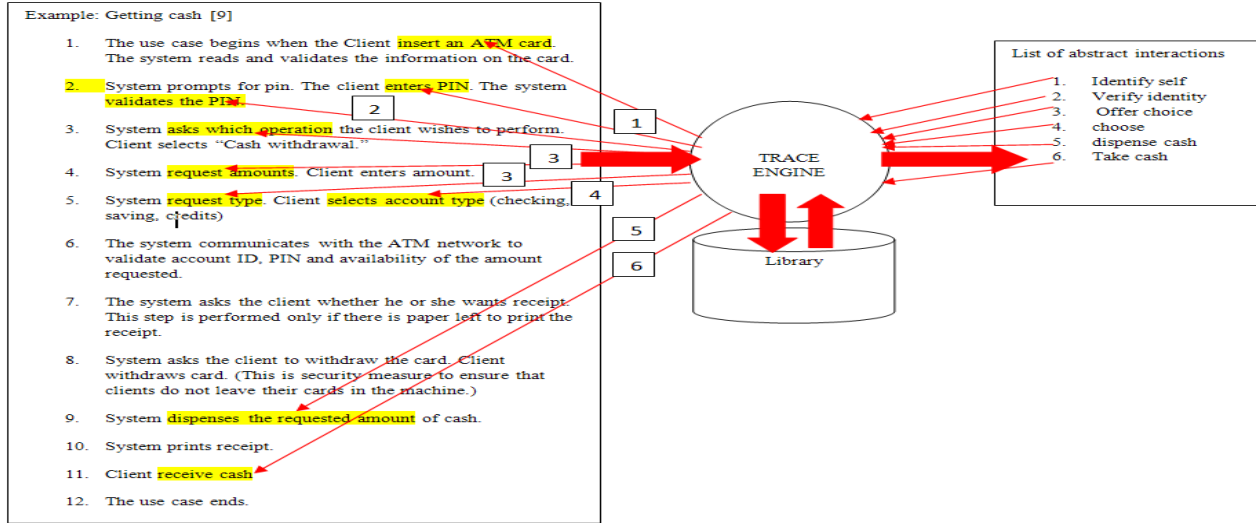 Example: Getting cash [9]
1. The use case begins when the Client insert an ATM card.
The system reads and validates the information on the card.
2. System prompts for pin. The client enters PIN. The system
validates the PIN.
3. System asks which operation the client wishes to perform.
Client selects “Cash withdrawal.”
4. System request amounts. Client enters amount.
5. System request type. Client selects account type (checking,
saving, credits)
6. The system communicates with the ATM network to
validate account ID, PIN and availability of the amount
requested.
7. The system asks the client whether he or she wants receipt.
This step is performed only if there is paper left to print the
receipt.
8. System asks the client to withdraw the card. Client
withdraws card. (This is security measure to ensure that
clients do not leave their cards in the machine.)
9. System dispenses the requested amount of cash.
10. System prints receipt.
11. Client receive cash
12. The use case ends.
1
2
3
3
4
5
6
TRACE
ENGINE
Library
List of abstract interactions
1. Identify self
2. Verify identity
3. Offer choice
4. choose
5. dispense cash
6. Take cash